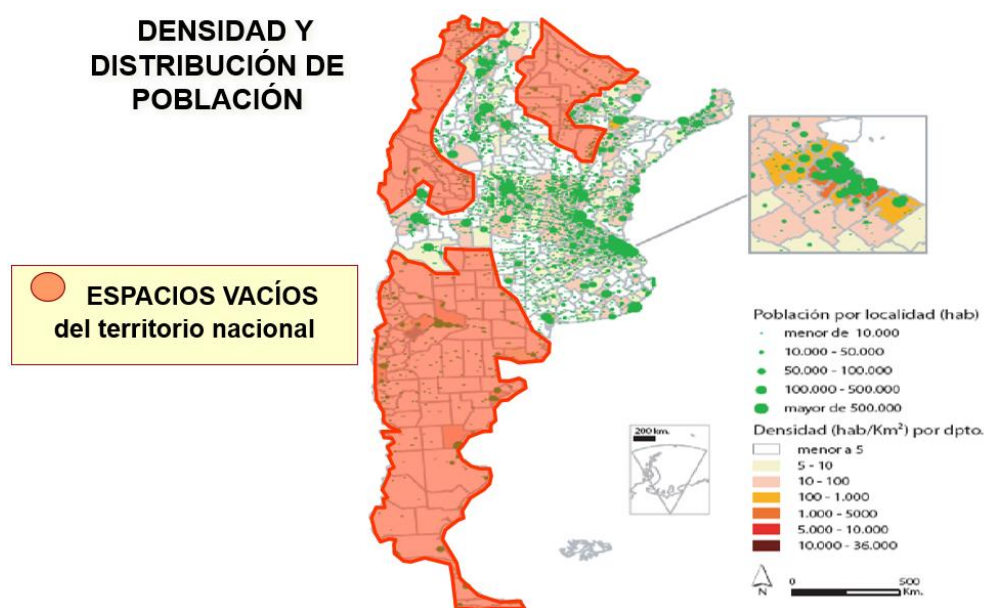 DENSIDAD Y
DISTRIBUCIÓN DE
POBLACIÓN
ESPACIOS VACÍOS
del territorio nacional
Población por localidad (hab)
menor de 10.000
10.000 - 50.000
50.000 - 100.000
100.000 - 500.000
mayor de 500.000
200 km.
Densidad (hab/Km²) por dpto.
menor a 5
5 - 10
10 - 100
100 - 1.000
1.000 - 5000
5.000 - 10.000
10.000 - 36.000
N
0 500
Km.